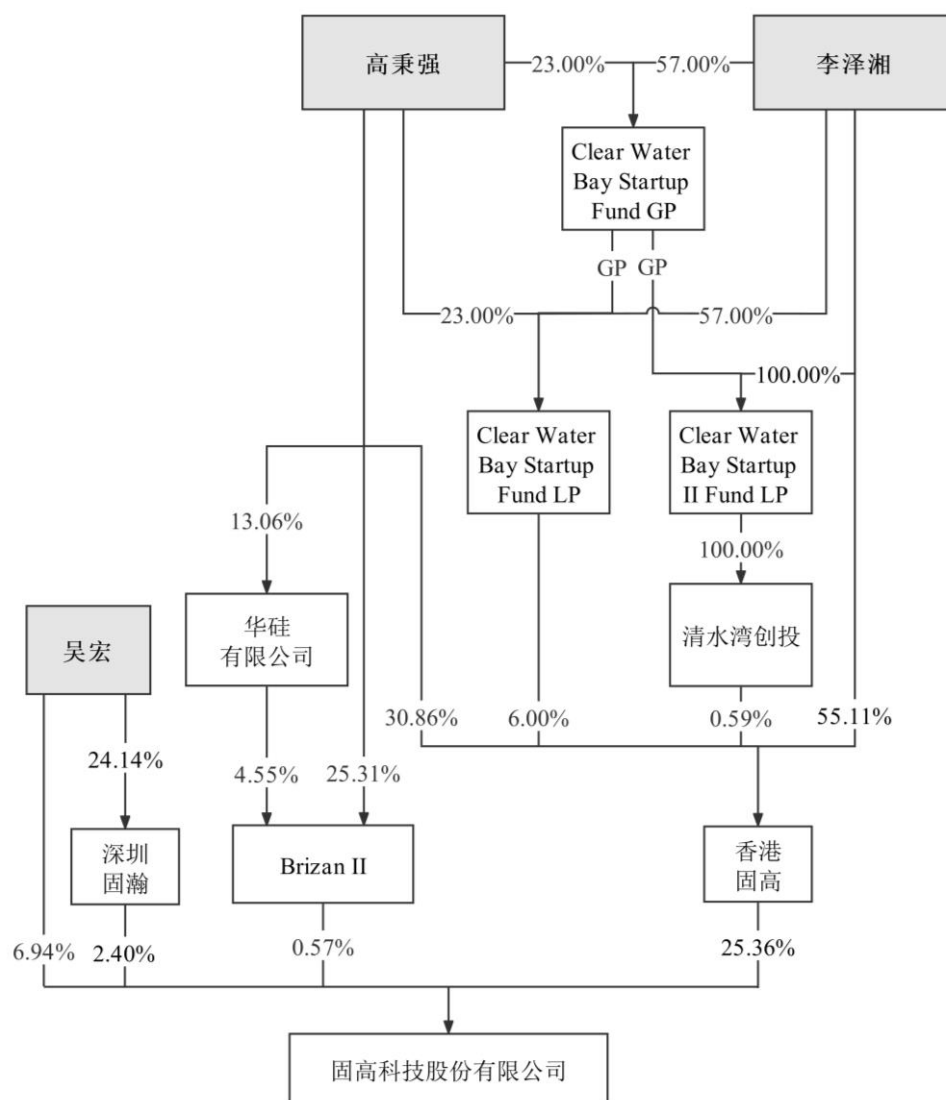 高秉强
23.00%
57.00%
李泽湘
Clear Water
Bay Startup
Fund GP
GP
GP
23.00%
57.00%
100.00%
Clear Water
Bay Startup
Fund LP
Clear Water
Bay Startup
II Fund LP
13.06%
100.00%
华硅
有限公司
清水湾创投
吴宏
30.86%
6.00%
0.59%
55.11%
24.14%
4.55%
25.31%
深圳
固瀚
Brizan II
香港
固高
6.94%
2.40%
0.57%
25.36%
固高科技股份有限公司